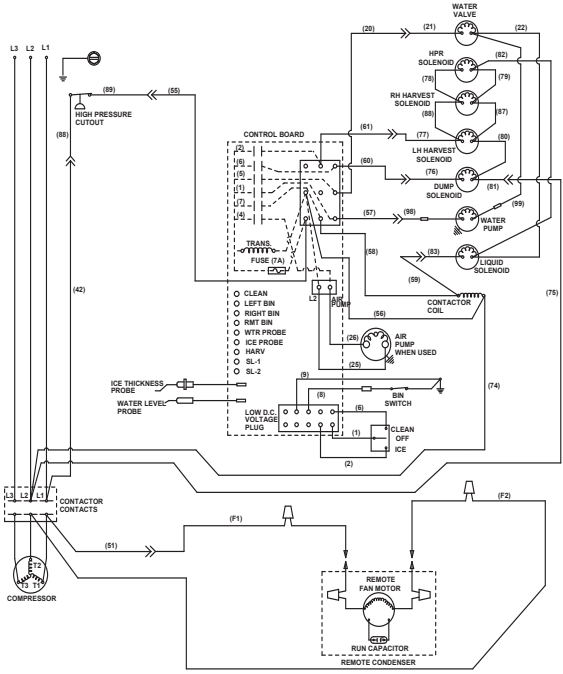 WATER
VALVE
(20)
(21)
(22)
L3 L2 L1
HPR
SOLENOID
(82)
(78)
(79)
(89)
(55)
RH HARVEST
SOLENOID
HIGH PRESSURE
CUTOUT
(88)
(88)
(87)
(61)
(77)
CONTROL BOARD
(2)
LH HARVEST
SOLENOID
(80)
(6)
(60)
(5)
(76)
(1)
DUMP
SOLENOID
(81)
(7)
(99)
(4)
(57)
(98)
WATER
PUMP
TRANS.
FUSE (7A)
(58)
(83)
LIQUID
SOLENOID
(59)
(42)
(75)
CLEAN
L2
AIR
PUMP
CONTACTOR
COIL
LEFT BIN
RIGHT BIN
(56)
RMT BIN
WTR PROBE
(26)
AIR
PUMP
WHEN USED
ICE PROBE
HARV
SL-1
(25)
SL-2
(9)
(74)
ICE THICKNESS
PROBE
(8)
BIN
SWITCH
WATER LEVEL
PROBE
LOW D.C.
VOLTAGE
PLUG
(6)
CLEAN
(1)
OFF
ICE
(2)
L3 L2 L1
CONTACTOR
CONTACTS
(F2)
(F1)
(51)
T2
T3 T1
COMPRESSOR
REMOTE
FAN MOTOR
RUN CAPACITOR
REMOTE CONDENSER